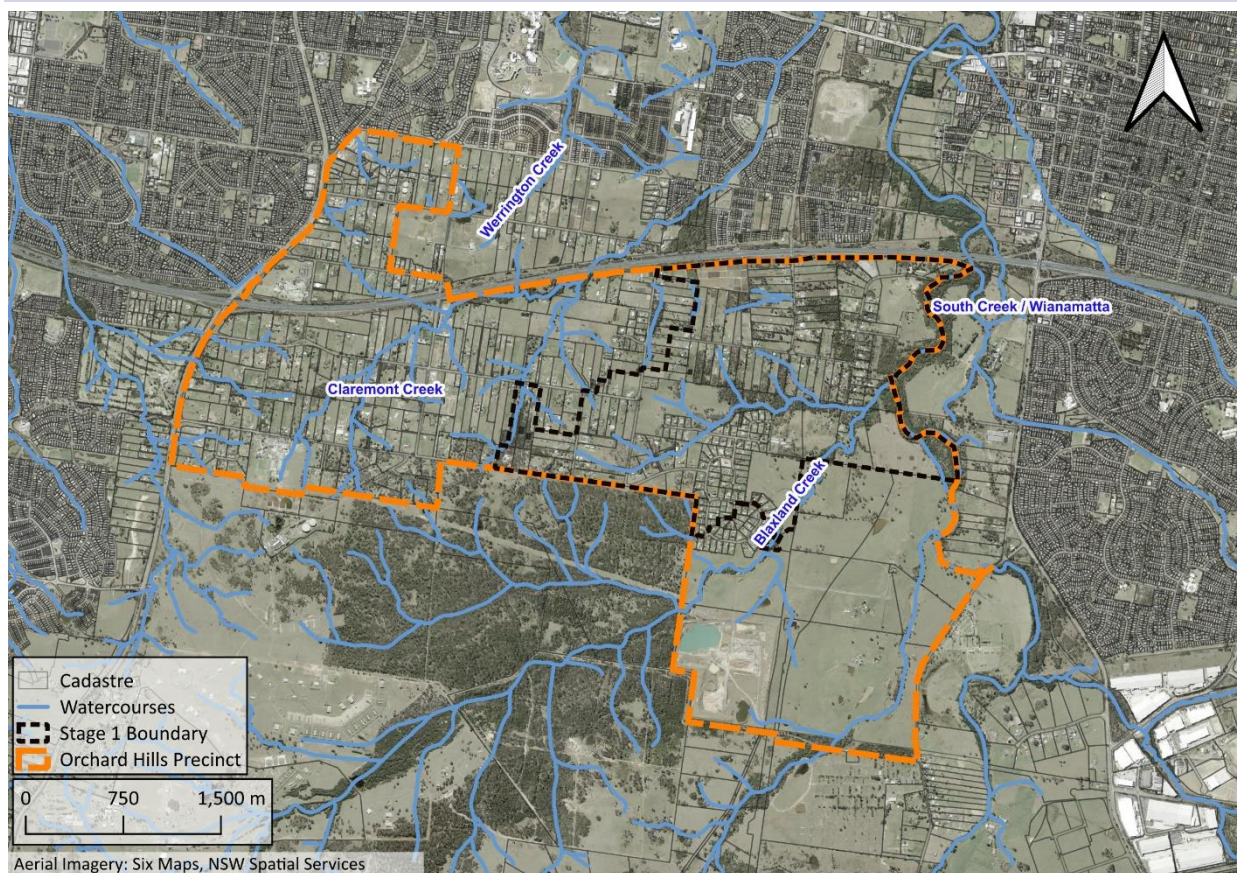 Werrington Creek
South Creek / Wianamatta
Claremont Creek
Blaxland Creek
Cadastre
Watercourses
Stage 1 Boundary
Orchard Hills Precinct
0 750 1,500 m
Aerial Imagery: Six Maps, NSW Spatial Services